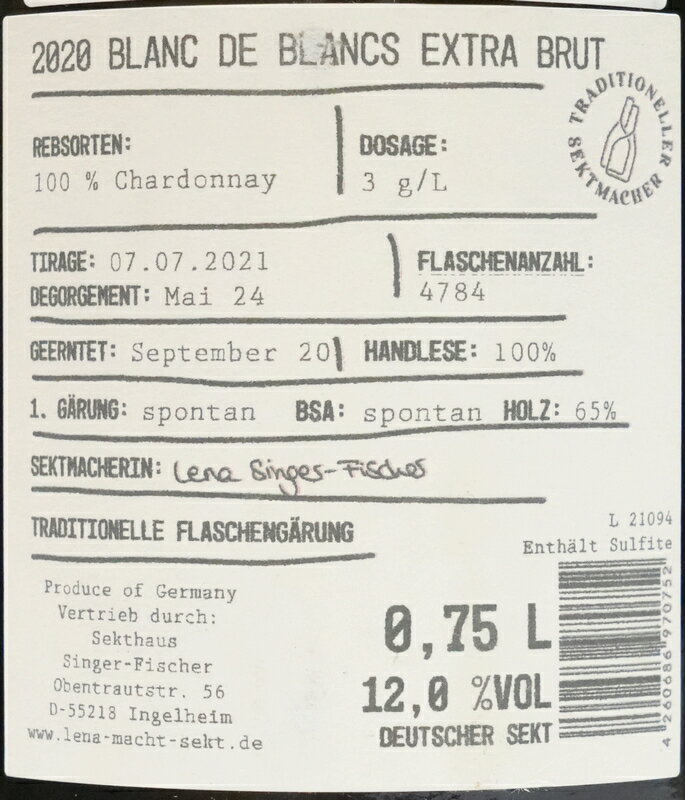 2020 BLANC DE BLANCS EXTRA BRUT
TRADITIONELLER SEKTMACHER
REBSORTEN:
100 % Chardonnay
DOSAGE:
3 g/L
TIRAGE: 07.07.2021
DEGORGEMENT: Mai 24
FLASCHENANZAHL:
4784
GEERNTET: September 20
HANDLESE: 100%
1. GÄRUNG: spontan BSA: spontan HOLZ: 65%
SEKTMACHERIN: Lena Singer-Fischer
TRADITIONELLE FLASCHENGÄRUNG
L 21094
Enthält Sulfite
Produce of Germany
Vertrieb durch:
Sekthaus
Singer-Fischer
Obentrautstr. 56
D-55218 Ingelheim
www.lena-macht-sekt.de
0,75 L
12,0 %VOL
DEUTSCHER SEKT
4 260686 970752